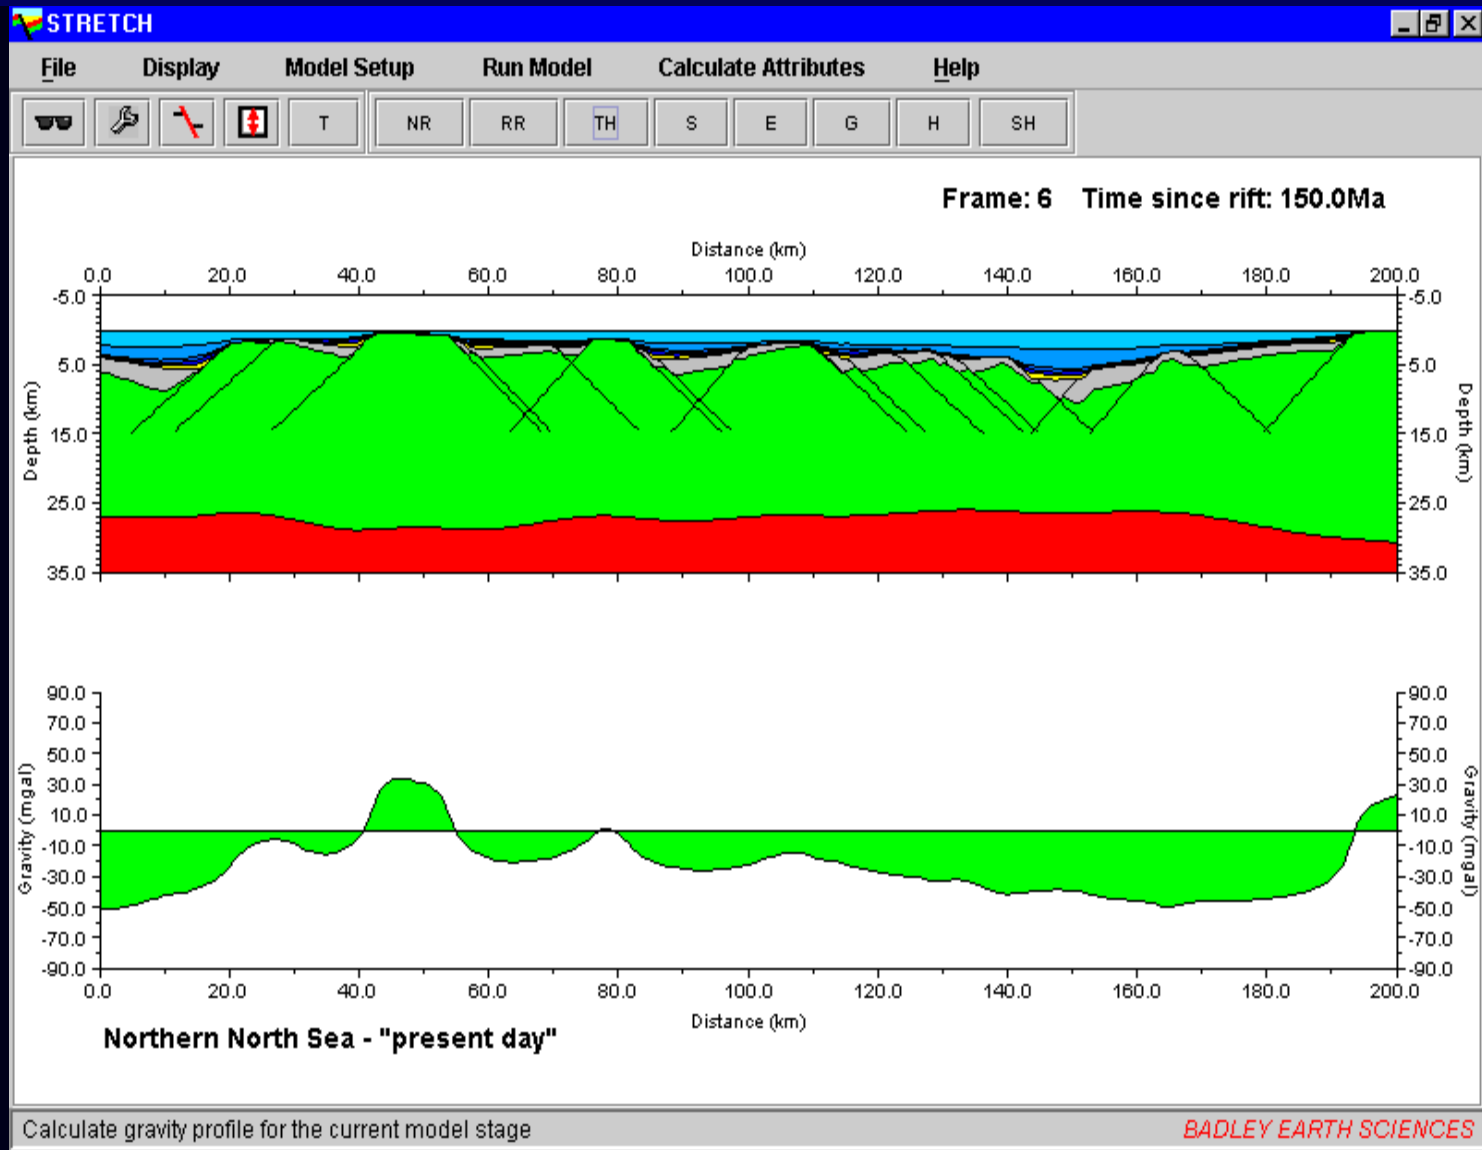 STRETCH
File Display Model Setup Run Model Calculate Attributes Help
T NR RR TH S E G H SH
Frame: 6 Time since rift: 150.0Ma
Distance (km)
0.0 20.0 40.0 60.0 80.0 100.0 120.0 140.0 160.0 180.0 200.0
-5.0 -5.0
5.0 5.0
Depth (km) Depth (km)
15.0 15.0
25.0 25.0
35.0 35.0
90.0 90.0
70.0 70.0
50.0 50.0
30.0 30.0
10.0 10.0
Gravity (mgal) Gravity (mgal)
-10.0 -10.0
-30.0 -30.0
-50.0 -50.0
-70.0 -70.0
-90.0 -90.0
0.0 20.0 40.0 60.0 80.0 100.0 120.0 140.0 160.0 180.0 200.0
Distance (km)
Northern North Sea - "present day"
Calculate gravity profile for the current model stage
BADLEY EARTH SCIENCES